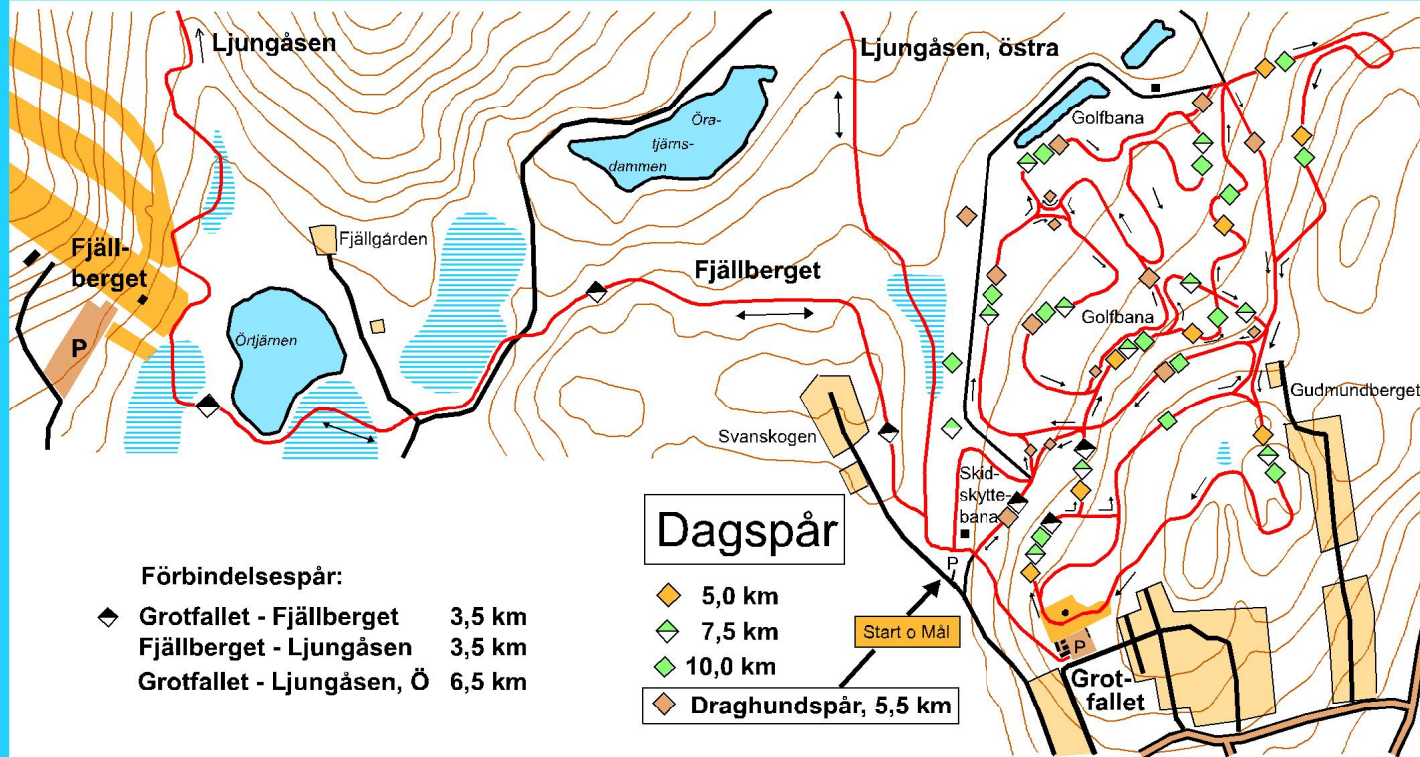 Ljungåsen
Ljungåsen, östra
Öra-
tjärns-
dammen
Golfbana
Fjällgården
Fjäll-
berget
Fjällberget
P
Örtjärnen
Golfbana
Gudmundberget
Svanskogen
Skid-
skytte-
bana
P
Dagspår
5,0 km
7,5 km
10,0 km
Draghundspår, 5,5 km
Start o Mål
P
Grot-
fallet
Förbindelsespår:
Grotfallet - Fjällberget 3,5 km
Fjällberget - Ljungåsen 3,5 km
Grotfallet - Ljungåsen, Ö 6,5 km